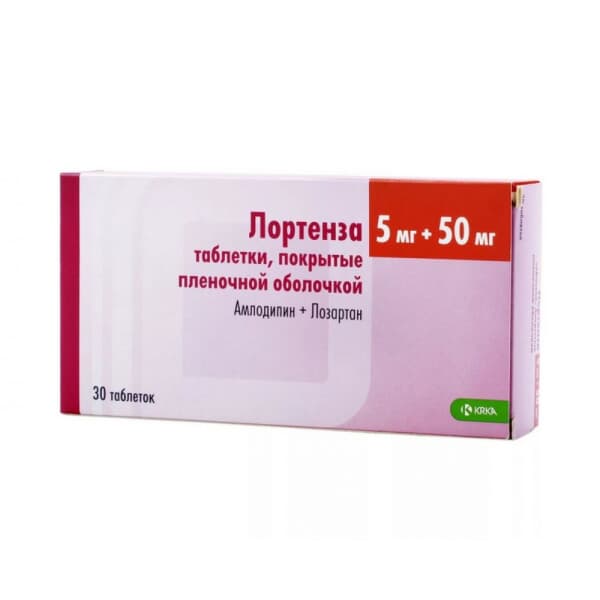 Лортенза
5 мг + 50 мг
таблетки, покрытые
пленочной оболочкой
Амлодипин + Лозартан
30 таблеток
KRKA